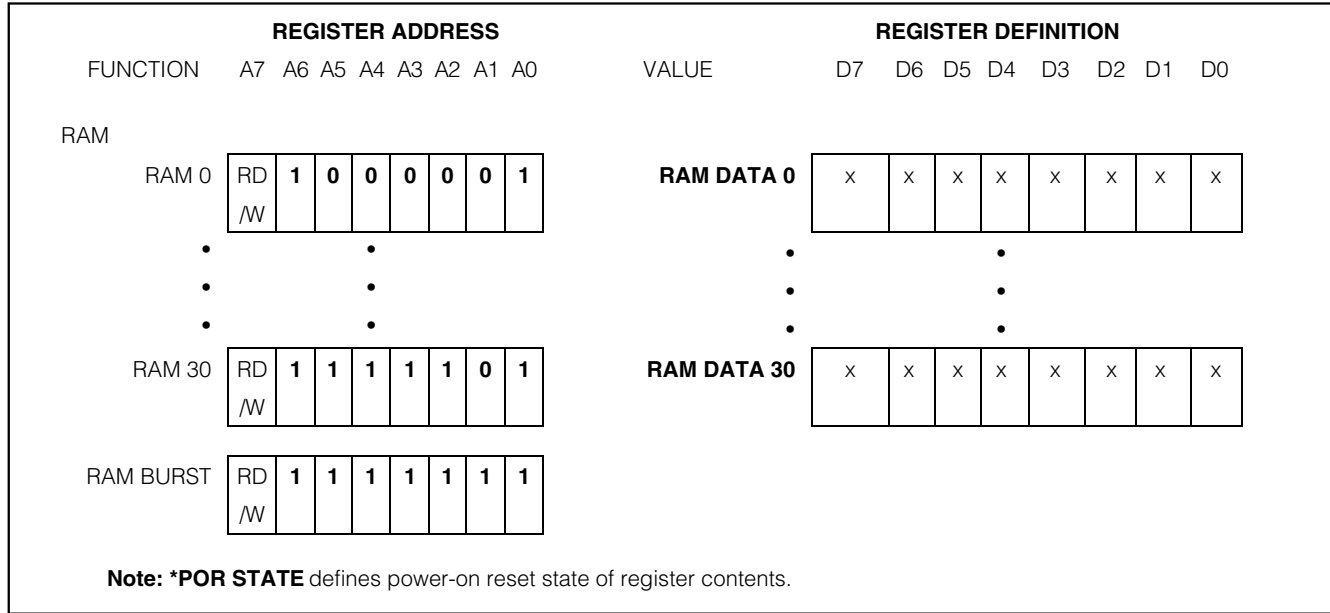 REGISTER ADDRESS REGISTER DEFINITION
FUNCTION A7 A6 A5 A4 A3 A2 A1 A0 VALUE D7 D6 D5 D4 D3 D2 D1 D0
RAM
RAM 0 RD 1 0 0 0 0 0 1 RAM DATA 0 x x x x x x x x
/W
• • • •
• • • •
• • • •
RAM 30 RD 1 1 1 1 1 0 1 RAM DATA 30 x x x x x x x x
/W
RAM BURST RD 1 1 1 1 1 1 1
/W
Note: *POR STATE defines power-on reset state of register contents.